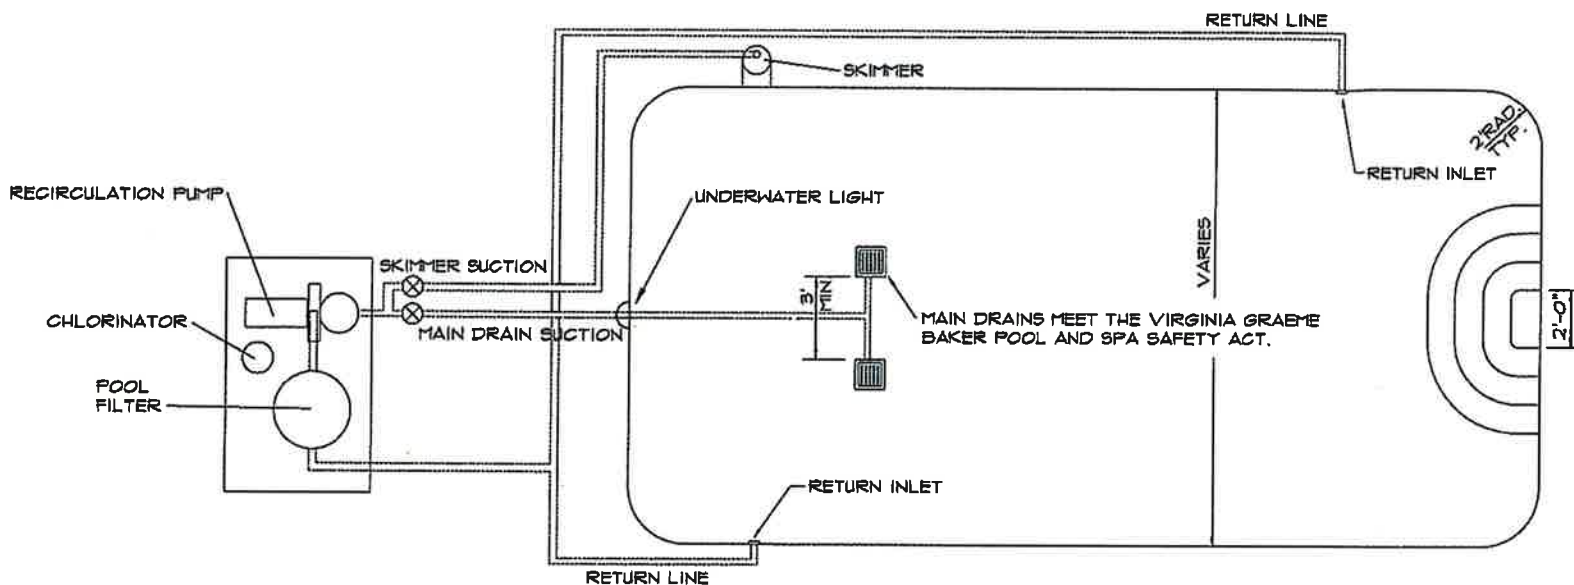 RETURN LINE
SKIMMER
2'RAD.
TYP.
RETURN INLET
RECIRCULATION PUMP
UNDERWATER LIGHT
VARIES
SKIMMER SUCTION
3'
MIN
CHLORINATOR
MAIN DRAIN SUCTION
MAIN DRAINS MEET THE VIRGINIA GRAEME
BAKER POOL AND SPA SAFETY ACT.
2'-0"
POOL
FILTER
RETURN INLET
RETURN LINE